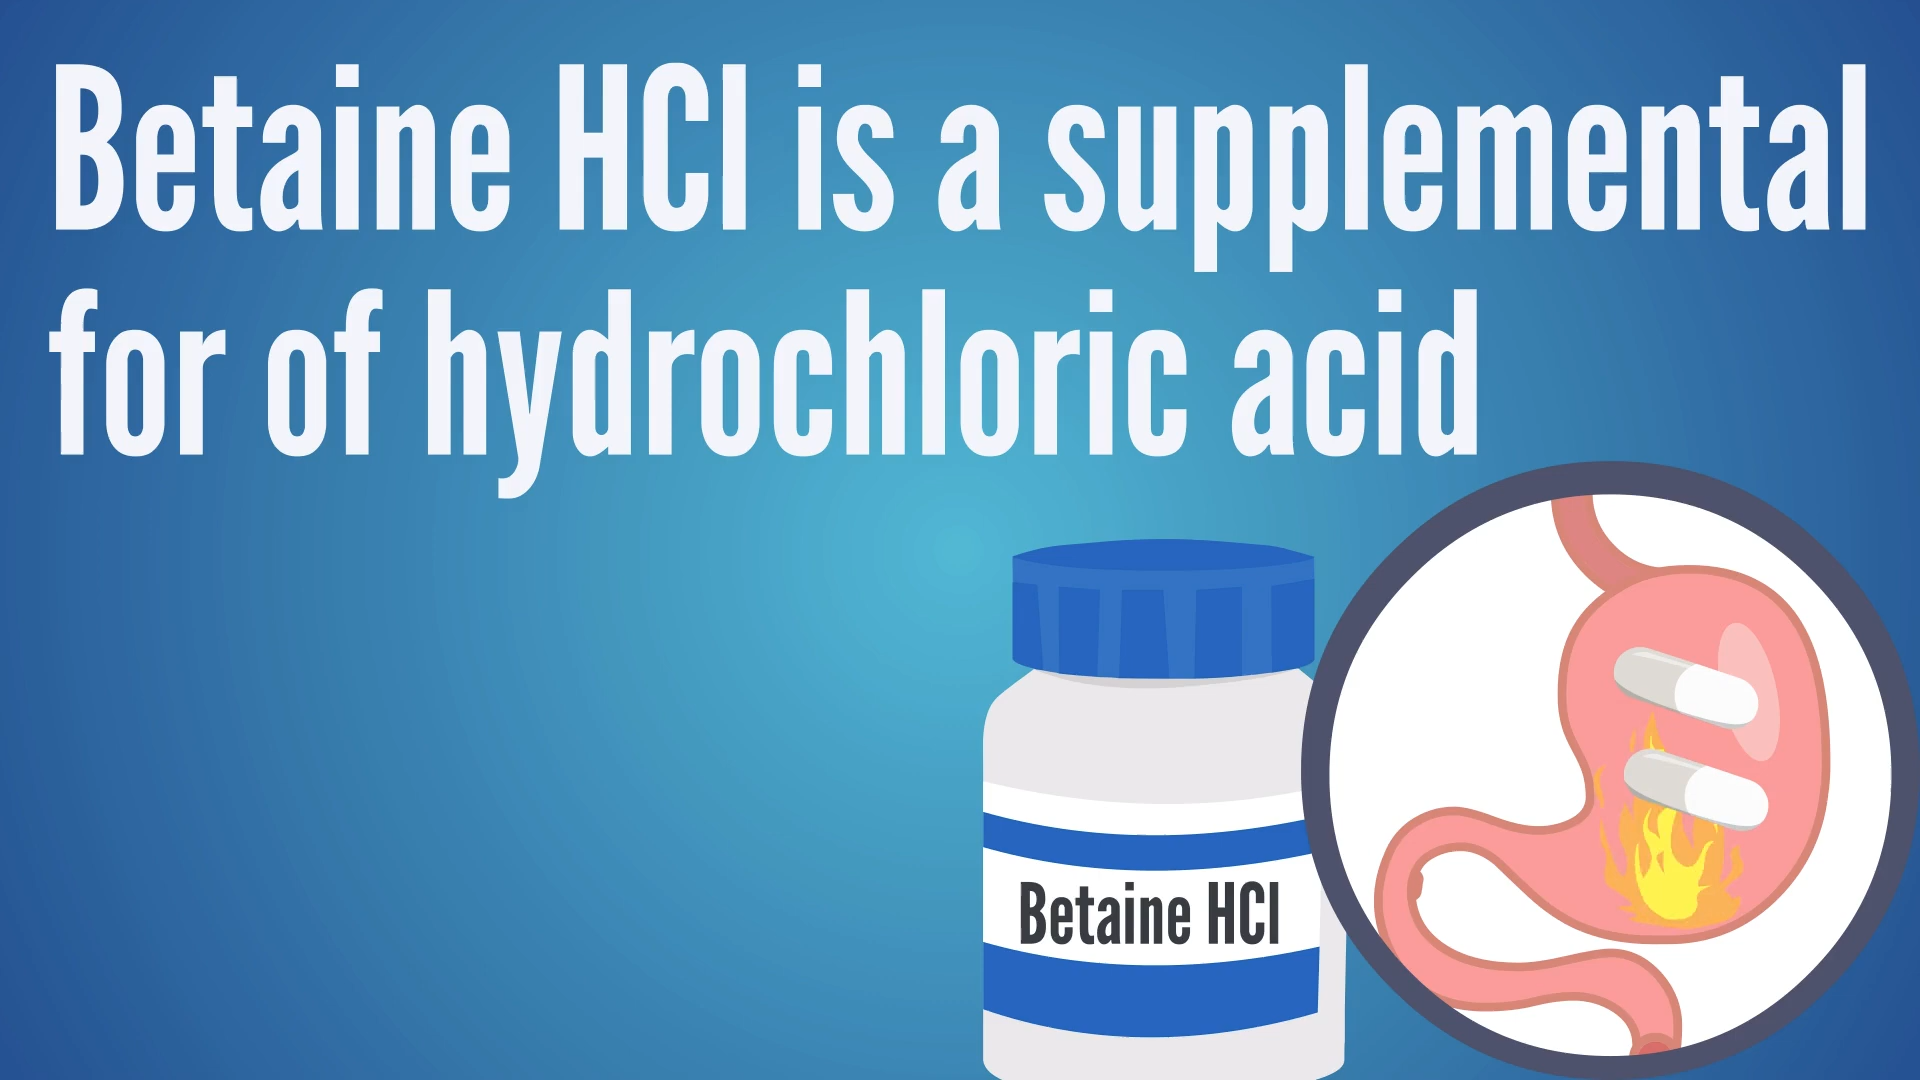 Betaine HCl is a supplemental
for of hydrochloric acid
Betaine HCl